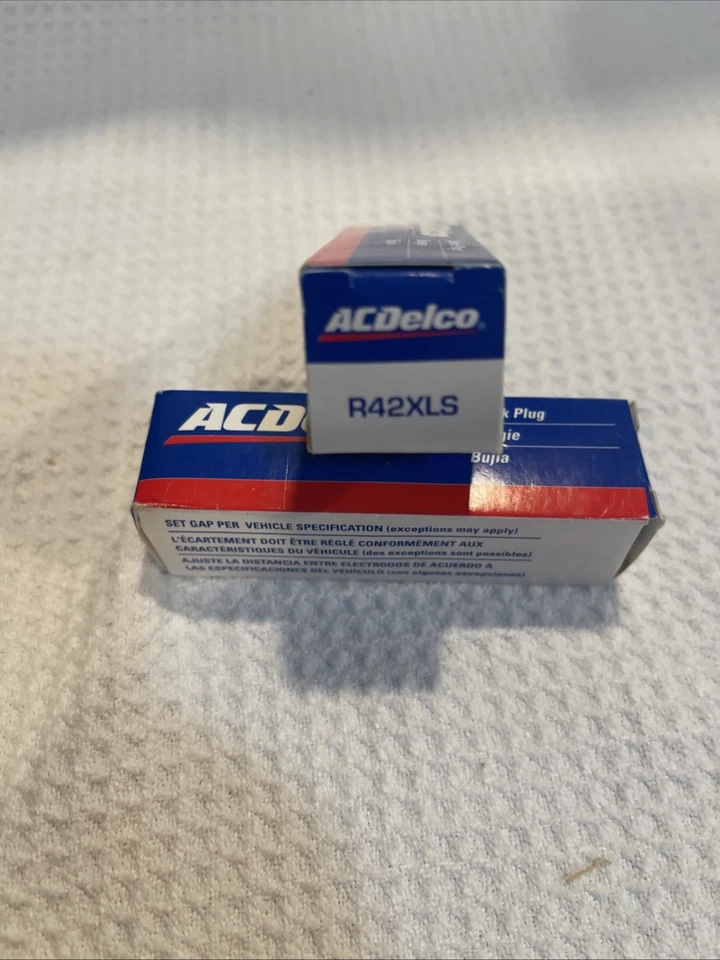 ACDelco
R42XLS
ACD
k Plug
gie
Bujía
SET GAP PER VEHICLE SPECIFICATION (exceptions may apply)
L'ÉCARTEMENT DOIT ÊTRE RÉGLÉ CONFORMÉMENT AUX
CARACTÉRISTIQUES DU VÉHICULE (des exceptions sont possibles)
AJUSTE LA DISTANCIA ENTRE ELECTRODOS DE ACUERDO A
LAS ESPECIFICACIONES DEL VEHÍCULO (con algunas excepciones)